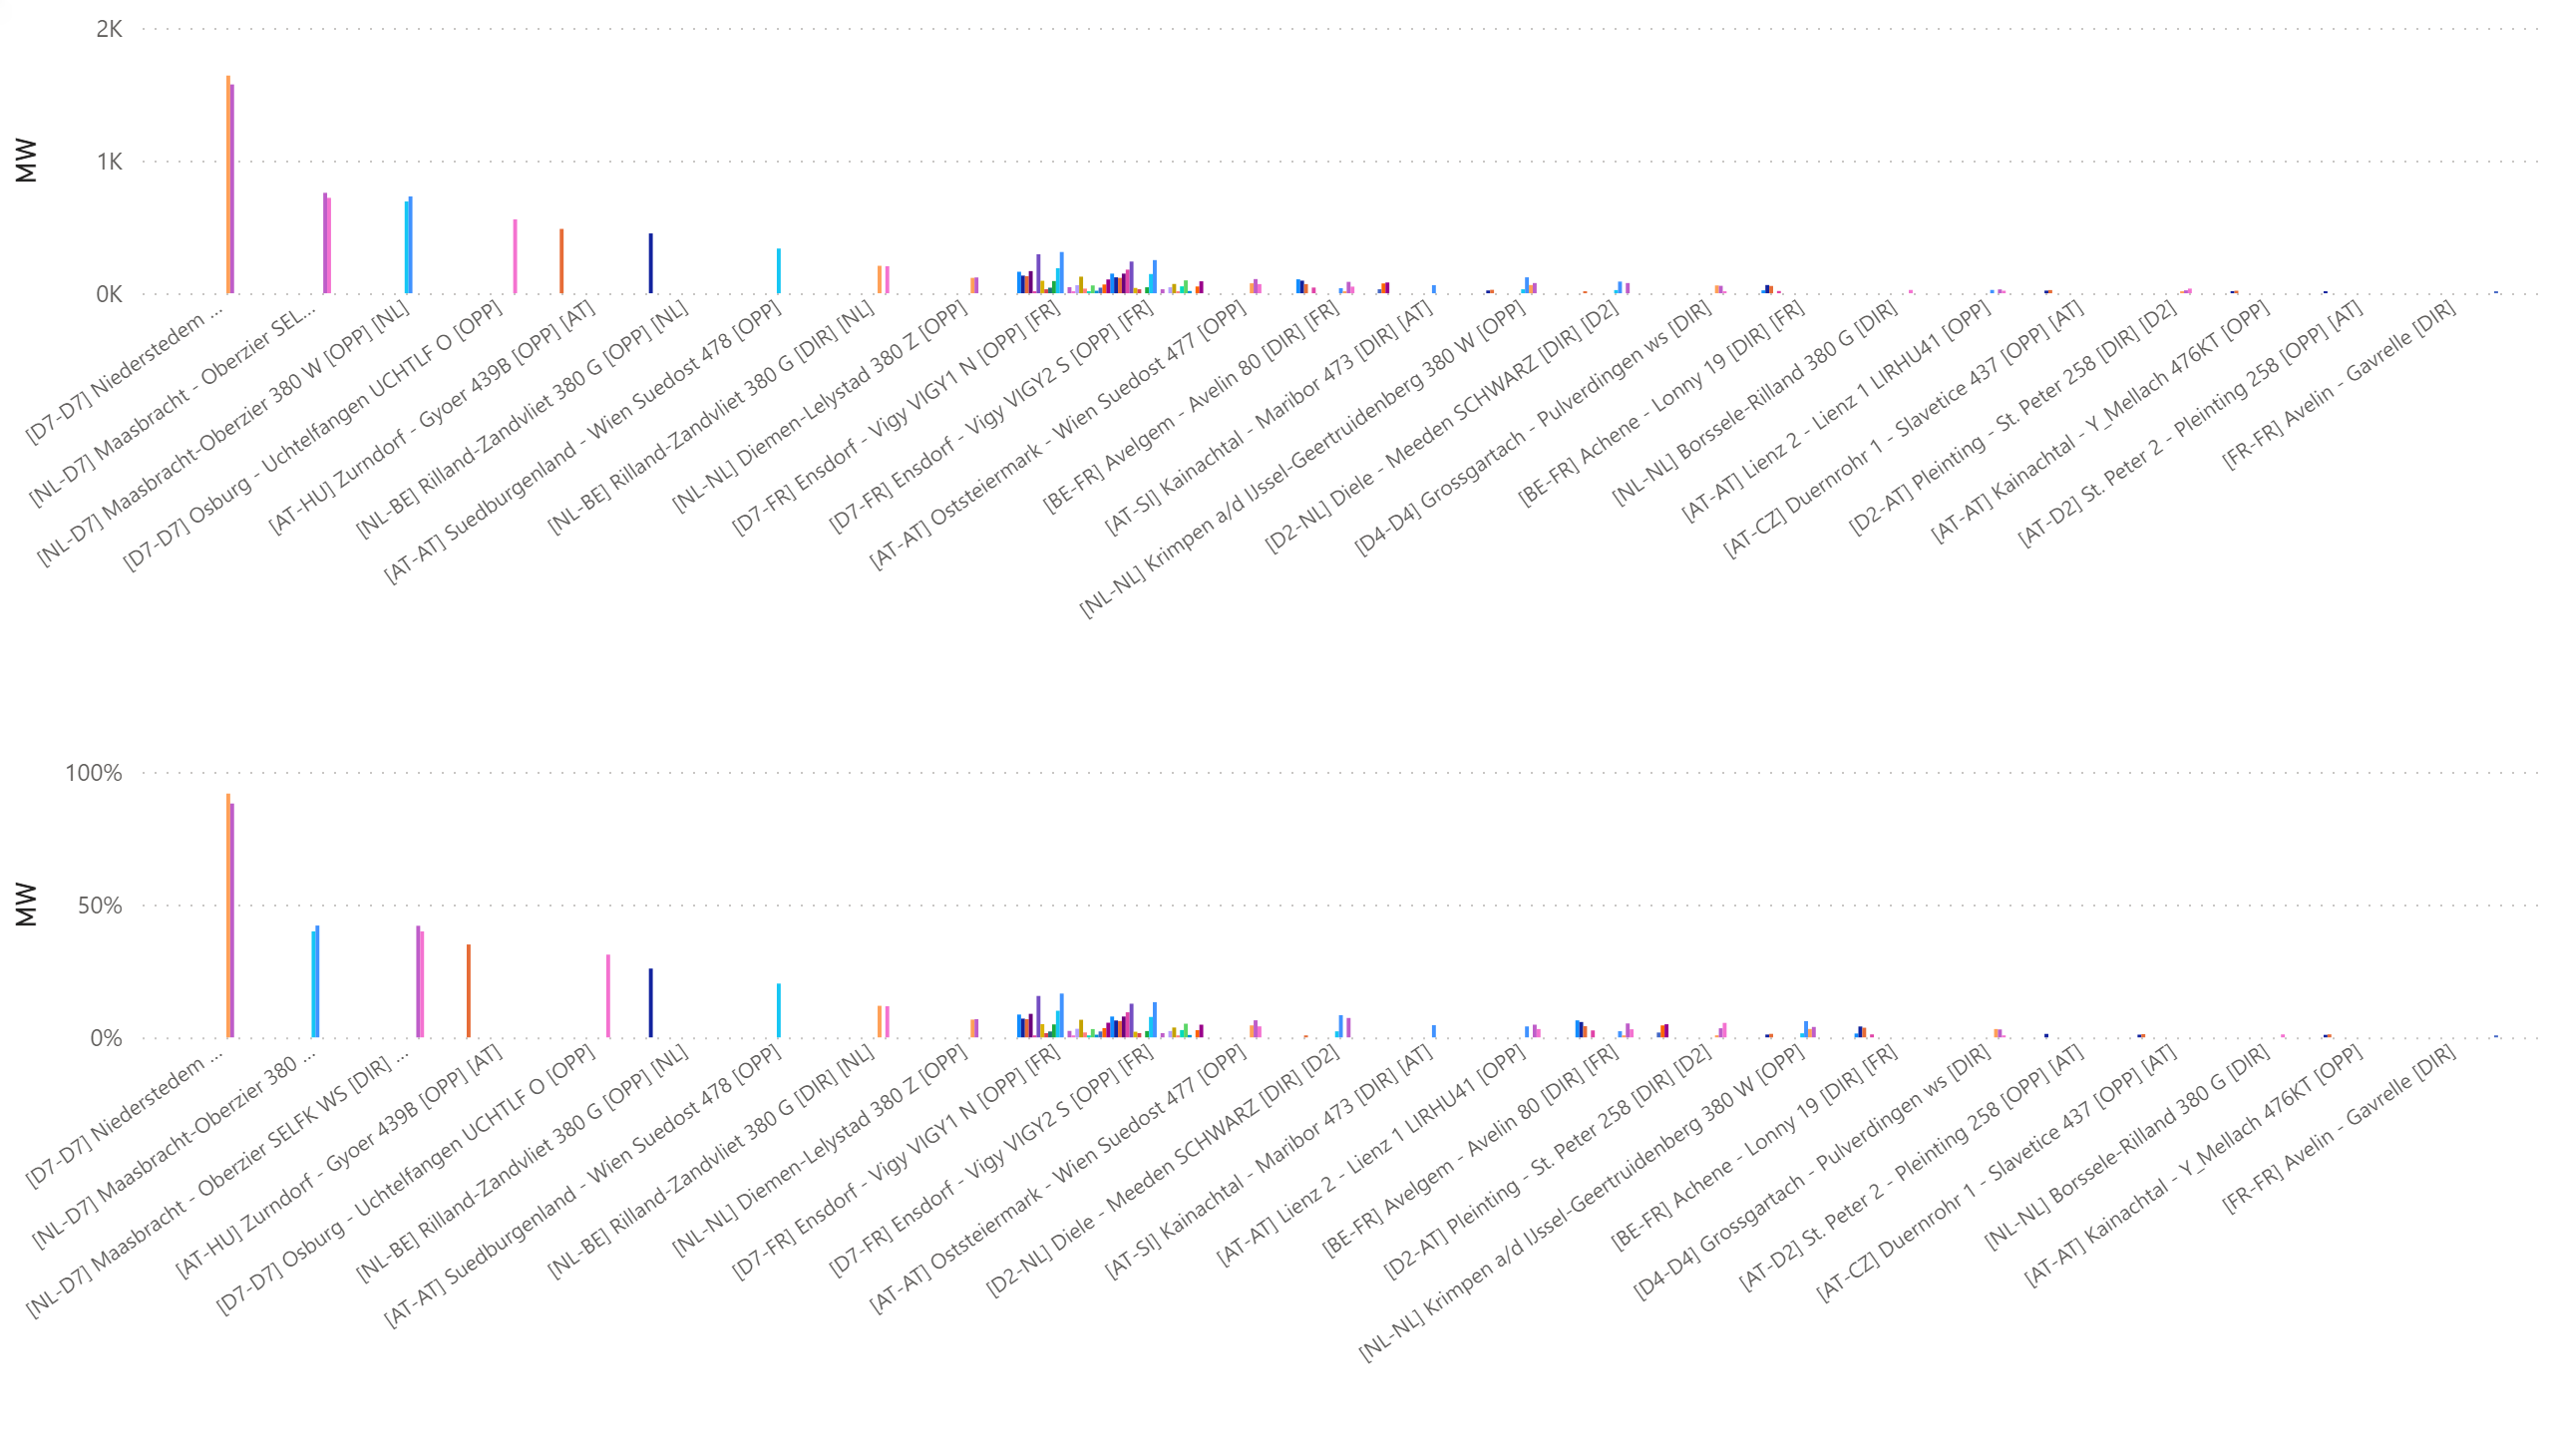 2K
1K
0K
MW
[D7-D7] Niederstedem ...
[NL-D7] Maasbracht - Oberzier SEL...
[NL-D7] Maasbracht-Oberzier 380 W [OPP] [NL]
[D7-D7] Osburg - Uchtelfangen UCHTLF O [OPP]
[AT-HU] Zurndorf - Gyoer 439B [OPP] [AT]
[NL-BE] Rilland-Zandvliet 380 G [OPP] [NL]
[AT-AT] Suedburgenland - Wien Suedost 478 [OPP]
[NL-BE] Rilland-Zandvliet 380 G [DIR] [NL]
[NL-NL] Diemen-Lelystad 380 Z [OPP]
[D7-FR] Ensdorf - Vigy VIGY1 N [OPP] [FR]
[D7-FR] Ensdorf - Vigy VIGY2 S [OPP] [FR]
[AT-AT] Oststeiermark - Wien Suedost 477 [OPP]
[BE-FR] Avelgem - Avelin 80 [DIR] [FR]
[AT-SI] Kainachtal - Maribor 473 [DIR] [AT]
[NL-NL] Krimpen a/d IJssel-Geertruidenberg 380 W [OPP]
[D2-NL] Diele - Meeden SCHWARZ [DIR] [D2]
[D4-D4] Grossgartach - Pulverdingen ws [DIR]
[BE-FR] Achene - Lonny 19 [DIR] [FR]
[NL-NL] Borssele-Rilland 380 G [DIR]
[AT-AT] Lienz 2 - Lienz 1 LIRHU41 [OPP]
[AT-CZ] Duernrohr 1 - Slavetice 437 [OPP] [AT]
[D2-AT] Pleinting - St. Peter 258 [DIR] [D2]
[AT-AT] Kainachtal - Y_Mellach 476KT [OPP]
[AT-D2] St. Peter 2 - Pleinting 258 [OPP] [AT]
[FR-FR] Avelin - Gavrelle [DIR]
100%
50%
0%
MW
[D7-D7] Niederstedem ...
[NL-D7] Maasbracht-Oberzier 380 ...
[NL-D7] Maasbracht - Oberzier SELFK WS [DIR] ...
[AT-HU] Zurndorf - Gyoer 439B [OPP] [AT]
[D7-D7] Osburg - Uchtelfangen UCHTLF O [OPP]
[NL-BE] Rilland-Zandvliet 380 G [OPP] [NL]
[AT-AT] Suedburgenland - Wien Suedost 478 [OPP]
[NL-BE] Rilland-Zandvliet 380 G [DIR] [NL]
[NL-NL] Diemen-Lelystad 380 Z [OPP]
[D7-FR] Ensdorf - Vigy VIGY1 N [OPP] [FR]
[D7-FR] Ensdorf - Vigy VIGY2 S [OPP] [FR]
[AT-AT] Oststeiermark - Wien Suedost 477 [OPP]
[D2-NL] Diele - Meeden SCHWARZ [DIR] [D2]
[AT-SI] Kainachtal - Maribor 473 [DIR] [AT]
[AT-AT] Lienz 2 - Lienz 1 LIRHU41 [OPP]
[BE-FR] Avelgem - Avelin 80 [DIR] [FR]
[D2-AT] Pleinting - St. Peter 258 [DIR] [D2]
[NL-NL] Krimpen a/d IJssel-Geertruidenberg 380 W [OPP]
[BE-FR] Achene - Lonny 19 [DIR] [FR]
[D4-D4] Grossgartach - Pulverdingen ws [DIR]
[AT-D2] St. Peter 2 - Pleinting 258 [OPP] [AT]
[AT-CZ] Duernrohr 1 - Slavetice 437 [OPP] [AT]
[NL-NL] Borssele-Rilland 380 G [DIR]
[AT-AT] Kainachtal - Y_Mellach 476KT [OPP]
[FR-FR] Avelin - Gavrelle [DIR]